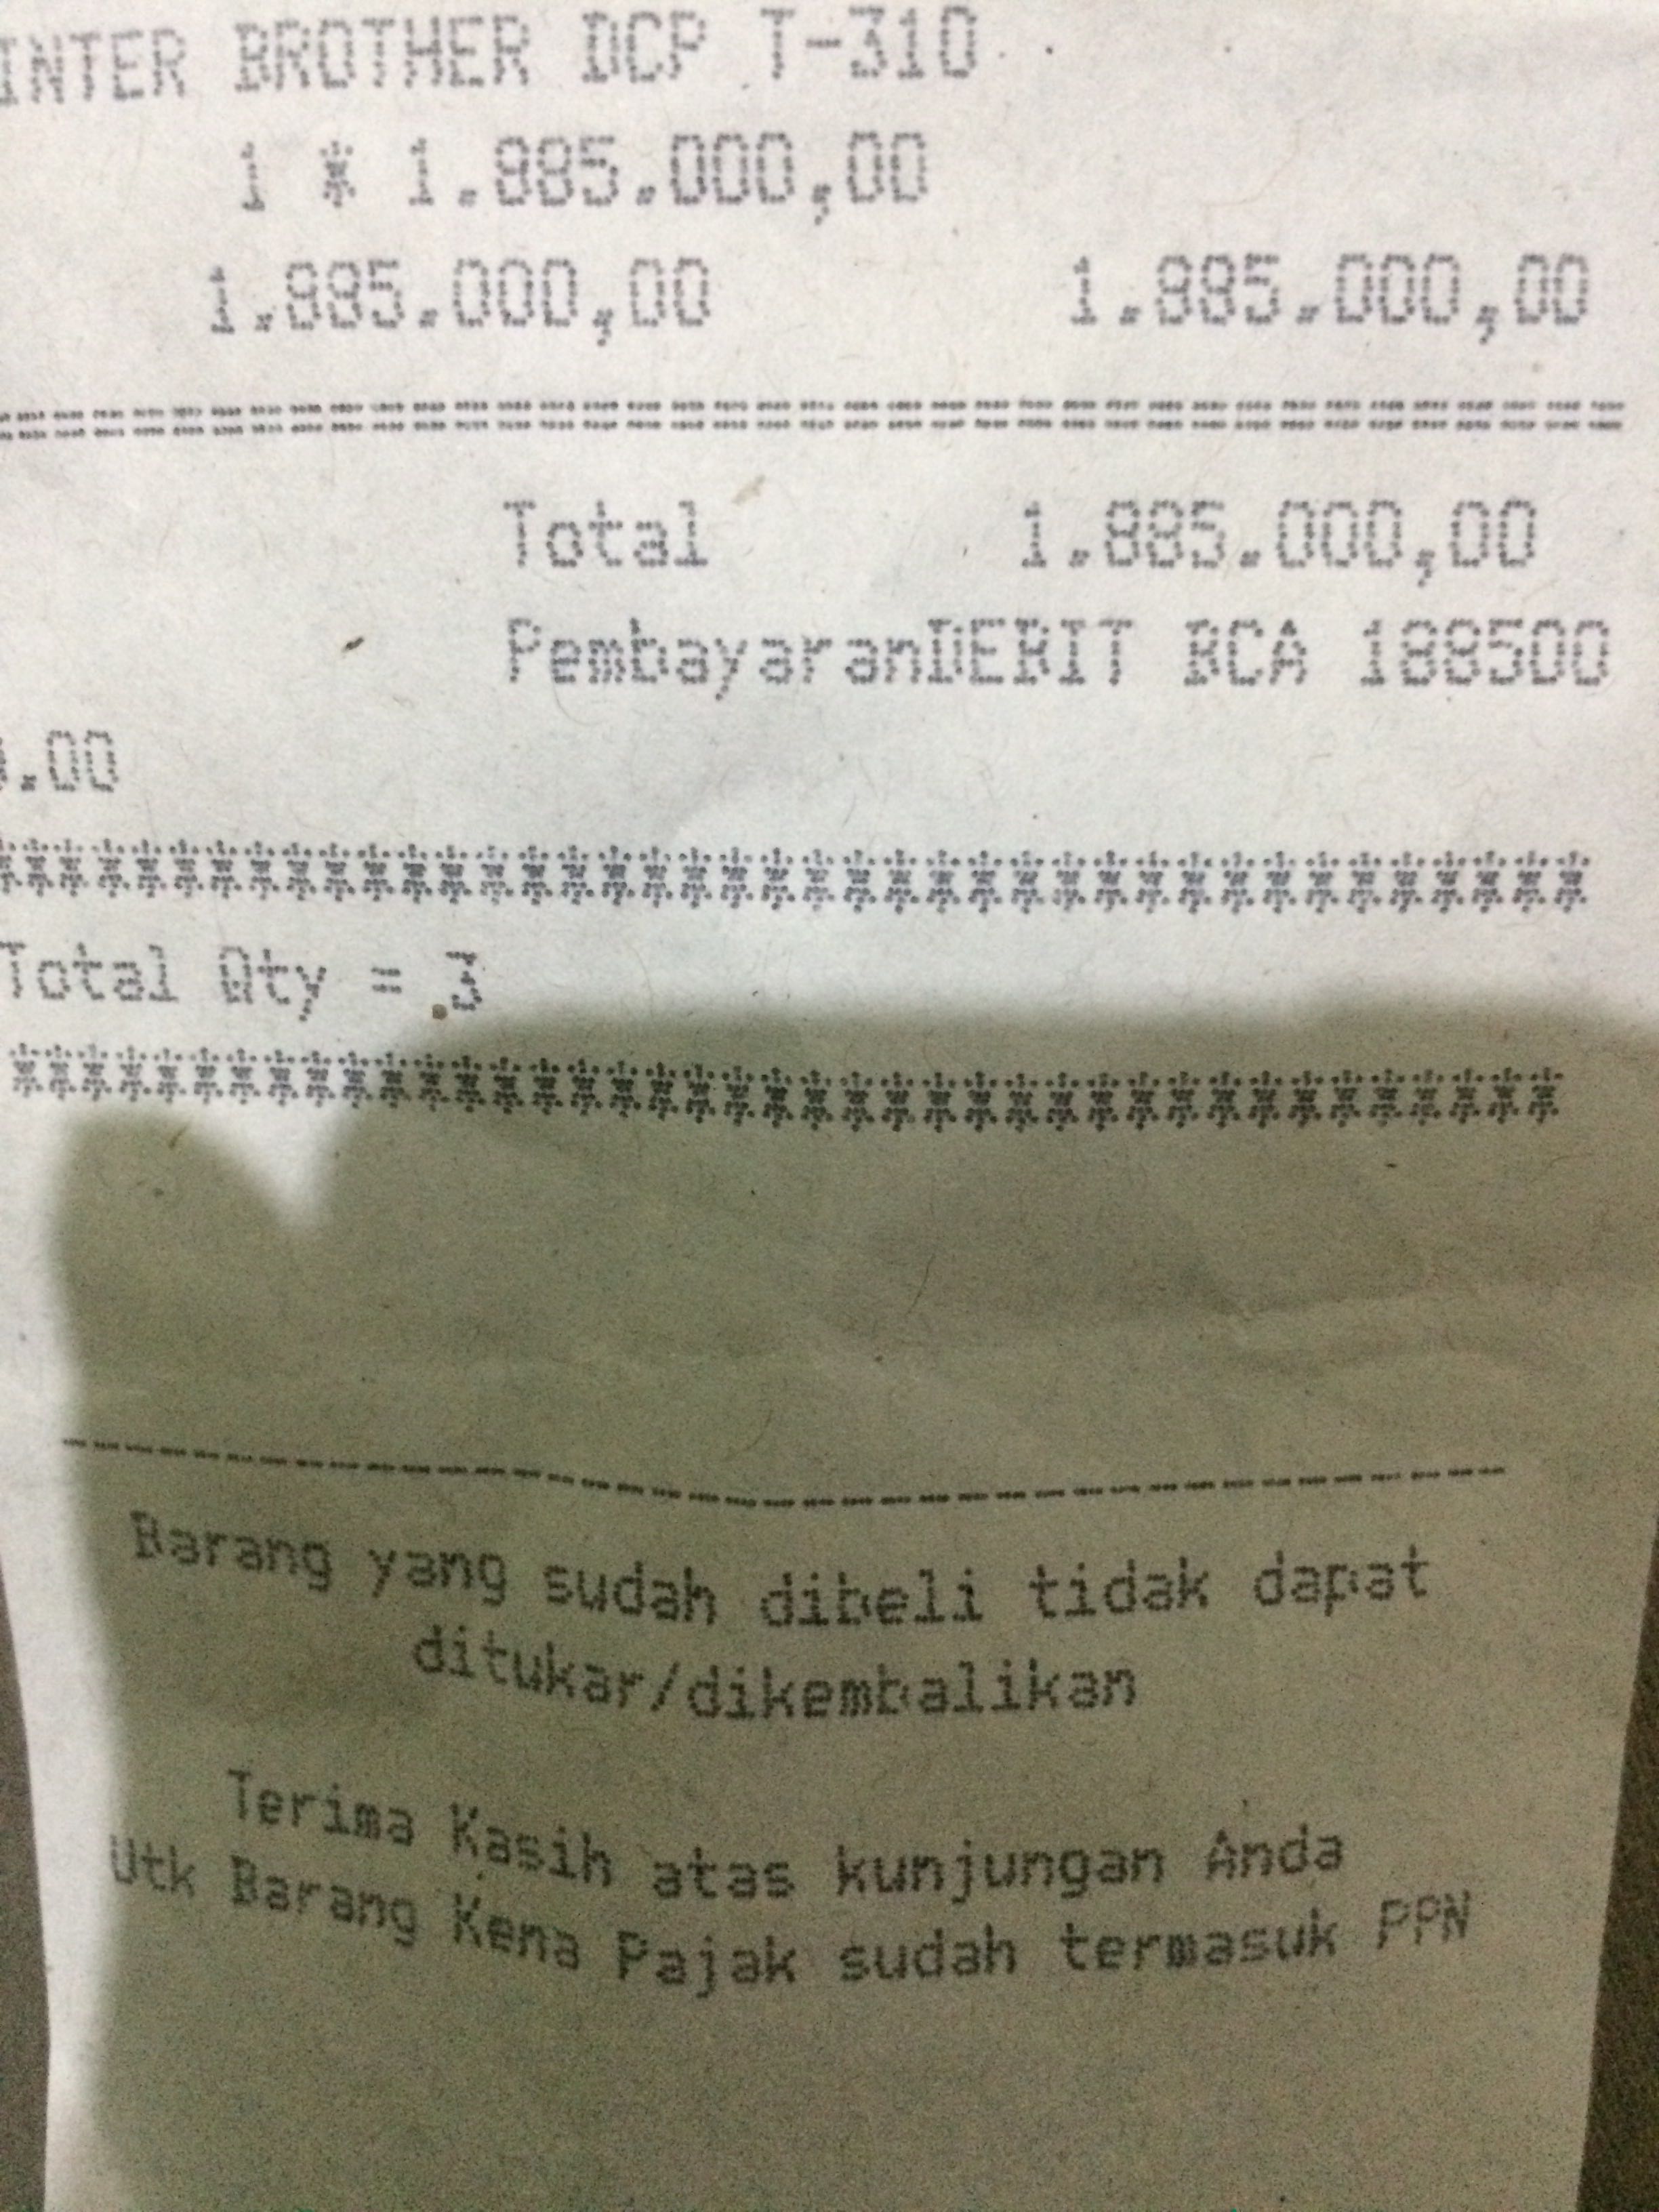 INTER BROTHER DCP T-310
1 * 1.885.000,00
1.885.000,00 1.885.000,00
Total 1.885.000,00
PembayaranDEBIT BCA 188500
.00
Total Qty = 3
Barang yang sudah dibeli tidak dapat
ditukar/dikembalikan
Terima Kasih atas kunjungan Anda
Utk Barang Kena Pajak sudah termasuk PPN